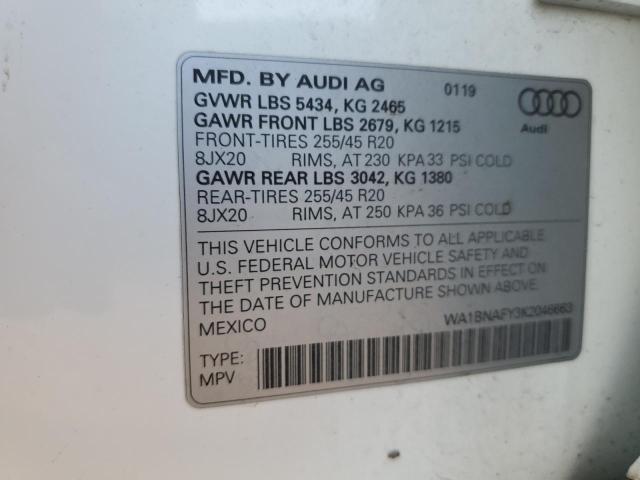 MFD. BY AUDI AG 0119
GVWR LBS 5434, KG 2465
GAWR FRONT LBS 2679, KG 1215
Audi
FRONT-TIRES 255/45 R20
8JX20 RIMS, AT 230 KPA 33 PSI COLD
GAWR REAR LBS 3042, KG 1380
REAR-TIRES 255/45 R20
8JX20 RIMS, AT 250 KPA 36 PSI COLD
THIS VEHICLE CONFORMS TO ALL APPLICABLE
U.S. FEDERAL MOTOR VEHICLE SAFETY AND
THEFT PREVENTION STANDARDS IN EFFECT ON
THE DATE OF MANUFACTURE SHOWN ABOVE.
MEXICO WA1BNAFY3K2046663
TYPE:
MPV